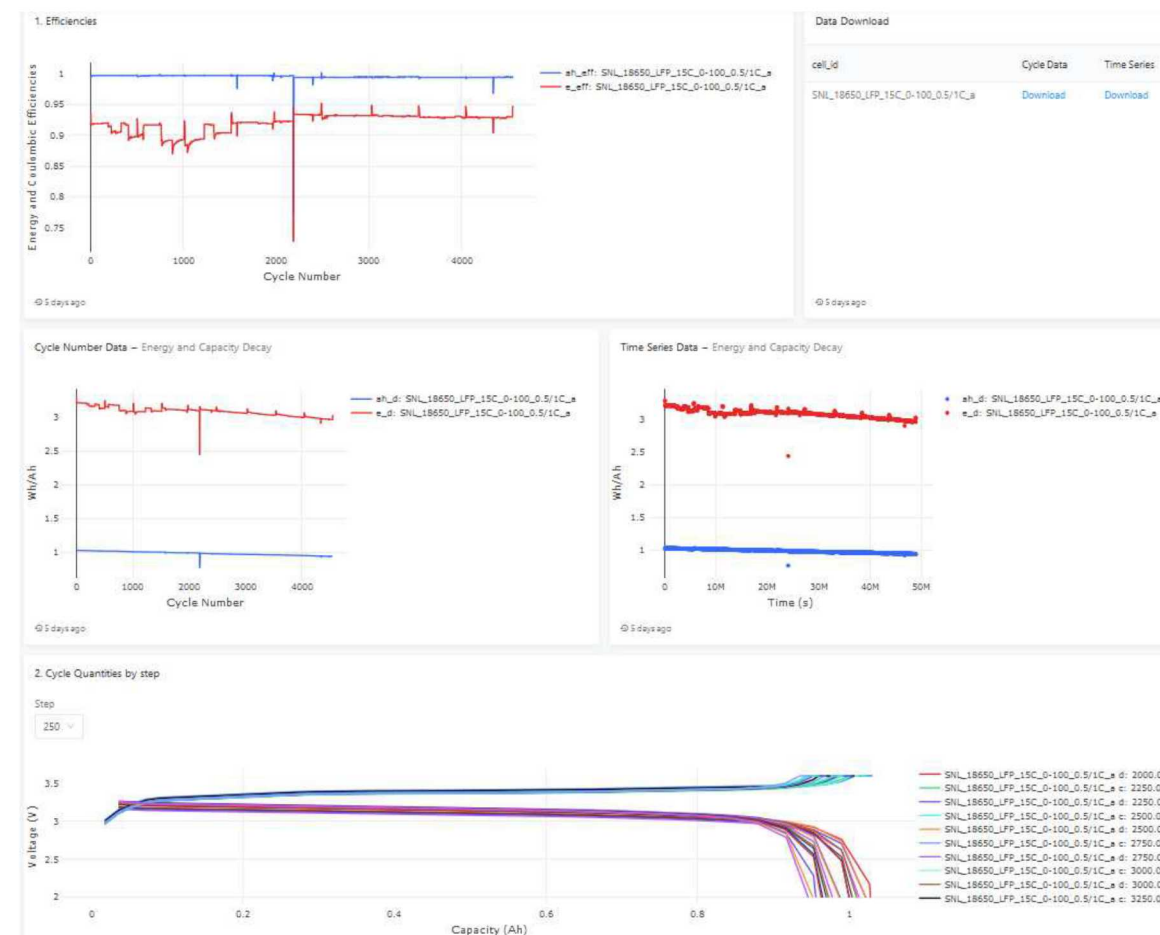 1. Efficiencies
Energy and Coulombic Efficiencies
1
0.95
0.9
0.85
0.8
0.75
0 1000 2000 3000 4000
Cycle Number
ah_eff: SNL_18650_LFP_15C_0-100_0.5/1C_a
e_eff: SNL_18650_LFP_15C_0-100_0.5/1C_a
5 days ago
Data Download
cell_id Cycle Data Time Series
SNL_18650_LFP_15C_0-100_0.5/1C_a Download Download
5 days ago
Cycle Number Data – Energy and Capacity Decay
Wh/Ah
3
2.5
2
1.5
1
0 1000 2000 3000 4000
Cycle Number
ah_d: SNL_18650_LFP_15C_0-100_0.5/1C_a
e_d: SNL_18650_LFP_15C_0-100_0.5/1C_a
5 days ago
Time Series Data – Energy and Capacity Decay
Wh/Ah
3
2.5
2
1.5
1
0 10M 20M 30M 40M 50M
Time (s)
ah_d: SNL_18650_LFP_15C_0-100_0.5/1C_a
e_d: SNL_18650_LFP_15C_0-100_0.5/1C_a
5 days ago
2. Cycle Quantities by step
Step
250
Voltage (V)
3.5
3
2.5
2
0 0.2 0.4 0.6 0.8 1
Capacity (Ah)
SNL_18650_LFP_15C_0-100_0.5/1C_a d: 2000.0
SNL_18650_LFP_15C_0-100_0.5/1C_a c: 2250.0
SNL_18650_LFP_15C_0-100_0.5/1C_a d: 2250.0
SNL_18650_LFP_15C_0-100_0.5/1C_a c: 2500.0
SNL_18650_LFP_15C_0-100_0.5/1C_a d: 2500.0
SNL_18650_LFP_15C_0-100_0.5/1C_a c: 2750.0
SNL_18650_LFP_15C_0-100_0.5/1C_a d: 2750.0
SNL_18650_LFP_15C_0-100_0.5/1C_a c: 3000.0
SNL_18650_LFP_15C_0-100_0.5/1C_a d: 3000.0
SNL_18650_LFP_15C_0-100_0.5/1C_a c: 3250.0